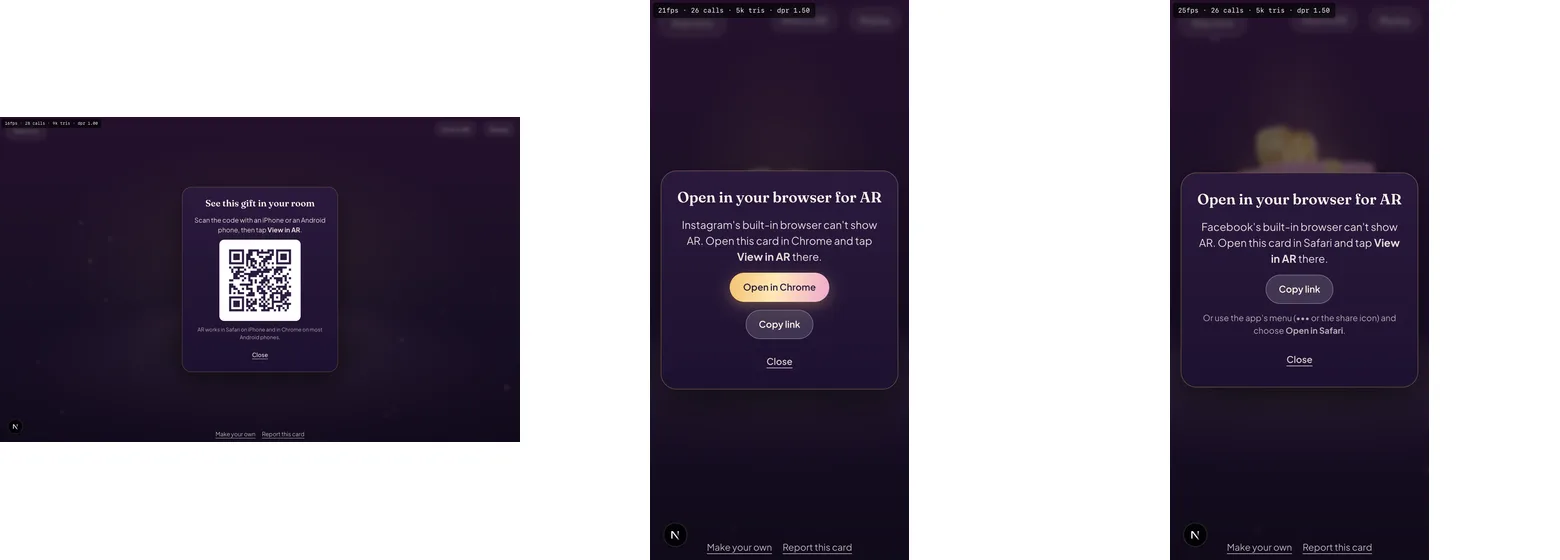 16fps · 28 calls · 9k tris · dpr 1.00
See this gift in your room
Scan the code with an iPhone or an Android
phone, then tap View in AR.
AR works in Safari on iPhone and in Chrome on most
Android phones.
Close
N
Make your own Report this card
21fps · 26 calls · 5k tris · dpr 1.50
Open in your browser for AR
Instagram's built-in browser can't show
AR. Open this card in Chrome and tap
View in AR there.
Open in Chrome
Copy link
Close
N
Make your own Report this card
25fps · 26 calls · 5k tris · dpr 1.50
Open in your browser for AR
Facebook's built-in browser can't show
AR. Open this card in Safari and tap View
in AR there.
Copy link
Or use the app's menu (••• or the share icon) and
choose Open in Safari.
Close
N
Make your own Report this card